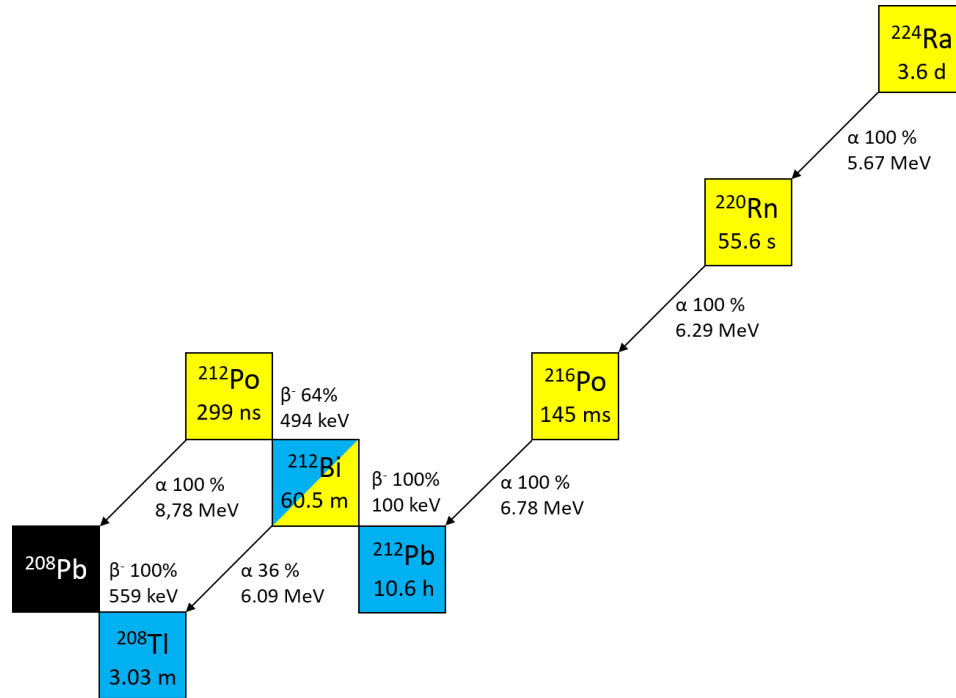 ²²⁴Ra
3.6 d
α 100 %
5.67 MeV
²²⁰Rn
55.6 s
α 100 %
6.29 MeV
²¹⁶Po
145 ms
α 100 %
6.78 MeV
²¹²Pb
10.6 h
β⁻ 100%
100 keV
²¹²Bi
60.5 m
β⁻ 64%
494 keV
²¹²Po
299 ns
α 100 %
8,78 MeV
α 36 %
6.09 MeV
²⁰⁸Tl
3.03 m
β⁻ 100%
559 keV
²⁰⁸Pb